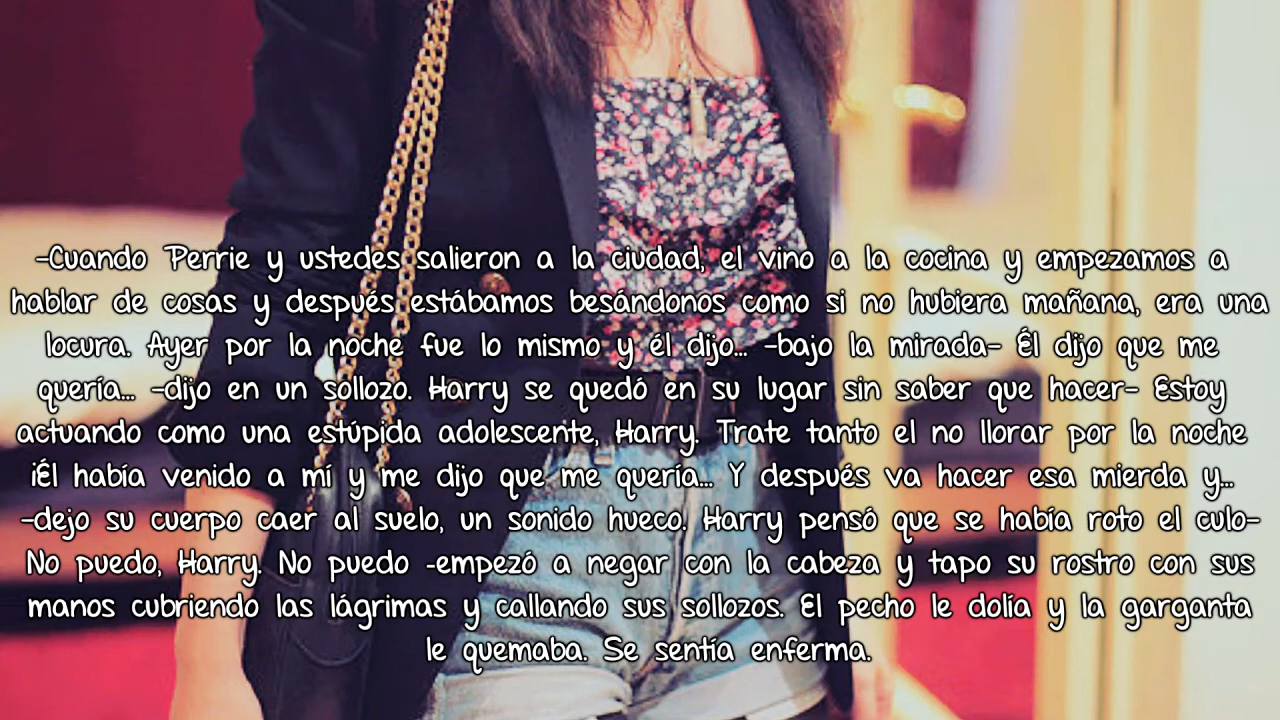 -Cuando Perrie y ustedes salieron a la ciudad, el vino a la cocina y empezamos a
hablar de cosas y después estábamos besándonos como si no hubiera mañana, era una
locura. Ayer por la noche fue lo mismo y él dijo... -bajo la mirada- Él dijo que me
quería... -dijo en un sollozo. Harry se quedó en su lugar sin saber que hacer- Estoy
actuando como una estúpida adolescente, Harry. Trate tanto el no llorar por la noche
¡Él había venido a mí y me dijo que me quería... Y después va hacer esa mierda y...
-dejo su cuerpo caer al suelo, un sonido hueco. Harry pensó que se había roto el culo-
No puedo, Harry. No puedo -empezó a negar con la cabeza y tapo su rostro con sus
manos cubriendo las lágrimas y callando sus sollozos. El pecho le dolía y la garganta
le quemaba. Se sentía enferma.